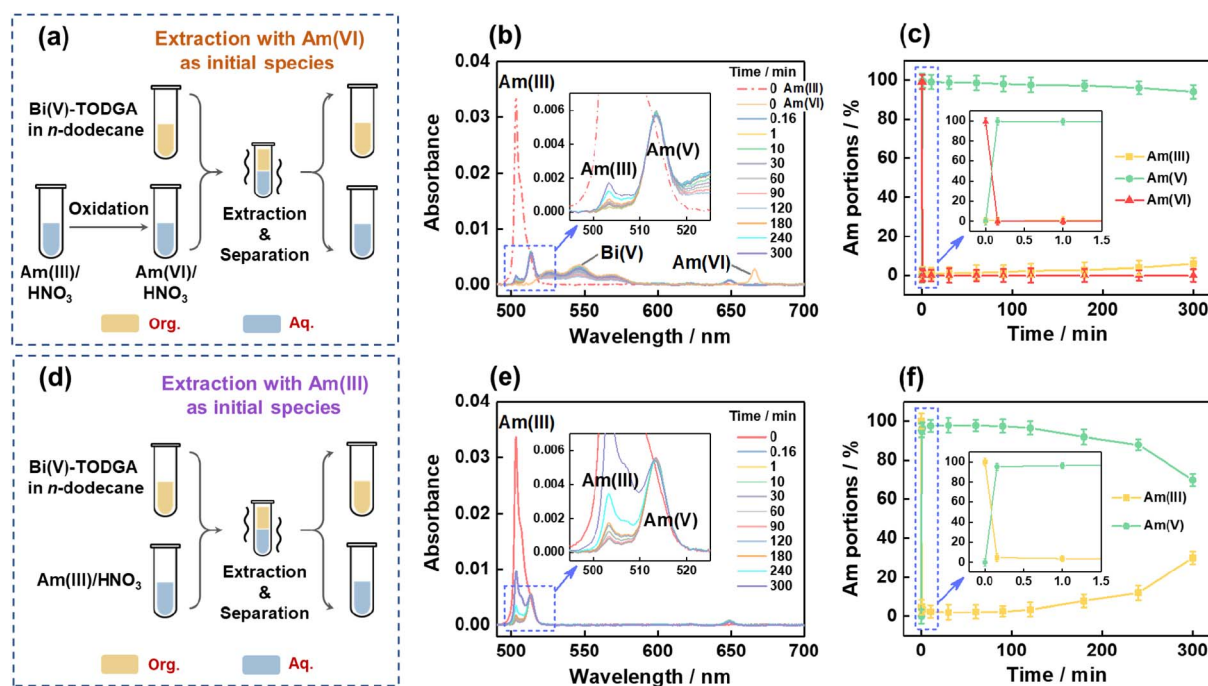 (a)
Extraction with Am(VI)
as initial species
Bi(V)-TODGA
in n-dodecane
Oxidation
Extraction
&
Separation
Am(III)/
HNO3
Am(VI)/
HNO3
Org.
Aq.
(b)
0.04
0.03
0.02
0.01
0.00
Absorbance
Am(III)
Time / min
0 Am(III)
0 Am(VI)
0.16
1
10
30
60
90
120
180
240
300
0.006
0.004
0.002
0.000
Am(III)
Am(V)
500 510 520
Bi(V)
Am(VI)
500 550 600 650 700
Wavelength / nm
(c)
100
80
60
40
20
0
Am portions / %
100
80
60
40
20
0
0.0 0.5 1.0 1.5
Am(III)
Am(V)
Am(VI)
0 100 200 300
Time / min
(d)
Extraction with Am(III)
as initial species
Bi(V)-TODGA
in n-dodecane
Am(III)/HNO3
Extraction
&
Separation
Org.
Aq.
(e)
0.04
0.03
0.02
0.01
0.00
Absorbance
Am(III)
Time / min
0
0.16
1
10
30
60
90
120
180
240
300
0.006
0.004
0.002
0.000
Am(III)
Am(V)
500 510 520
500 550 600 650 700
Wavelength / nm
(f)
100
80
60
40
20
0
Am portions / %
100
80
60
40
20
0
0.0 0.5 1.0 1.5
Am(III)
Am(V)
0 100 200 300
Time / min